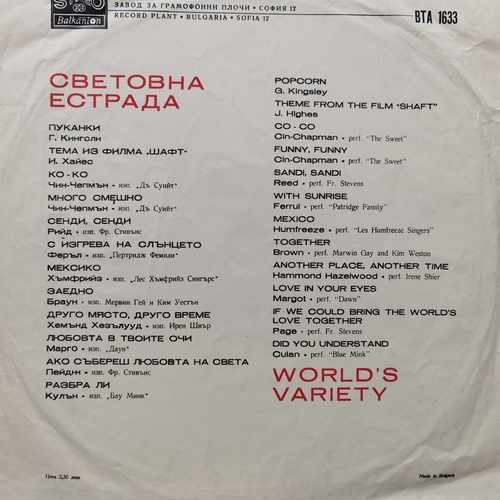 STEREO
Balkanton
ЗАВОД ЗА ГРАМОФОННИ ПЛОЧИ • СОФИЯ 12
RECORD PLANT • BULGARIA • SOFIA 12
ВТА 1633
СВЕТОВНА
ЕСТРАДА
ПУКАНКИ
Г. Кингсли
ТЕМА ИЗ ФИЛМА „ШАФТ"
И. Хайес
КО-КО
Чин-Чепмън • изп. „Дъ Суийт"
МНОГО СМЕШНО
Чин-Чепмън • изп. „Дъ Суийт"
СЕНДИ, СЕНДИ
Рийд • изп. Фр. Стивънс
С ИЗГРЕВА НА СЛЪНЦЕТО
Феръл • изп. „Пертридж Фемили"
МЕКСИКО
Хъмфрийз • изп. „Лес Хъмфрийз Сингърс"
ЗАЕДНО
Браун • изп. Мервин Гей и Ким Уестън
ДРУГО МЯСТО, ДРУГО ВРЕМЕ
Хемънд Хезълууд • изп. Ирен Шиър
ЛЮБОВТА В ТВОИТЕ ОЧИ
Марго • изп. „Даун"
АКО СЪБЕРЕШ ЛЮБОВТА НА СВЕТА
Пейдж • изп. Фр. Стивънс
РАЗБРА ЛИ
Кулън • изп. „Блу Минк"
Цена 5,30 лева
POPCORN
G. Kingsley
THEME FROM THE FILM "SHAFT"
J. Highes
CO-CO
Cin-Chapman • perf. "The Sweet"
FUNNY, FUNNY
Cin-Chapman • perf. "The Sweet"
SANDI, SANDI
Reed • perf. Fr. Stevens
WITH SUNRISE
Ferrul • perf. "Patridge Family"
MEXICO
Humfreeze • perf. "Les Humfreeze Singers"
TOGETHER
Brown • perf. Marwin Gay and Kim Weston
ANOTHER PLACE, ANOTHER TIME
Hammond Hazelwood • perf. Irene Shier
LOVE IN YOUR EYES
Margot • perf. "Dawn"
IF WE COULD BRING THE WORLD'S
LOVE TOGETHER
Page • perf. Fr. Stevens
DID YOU UNDERSTAND
Culan • perf. "Blue Mink"
WORLD'S
VARIETY
Made in Bulgaria